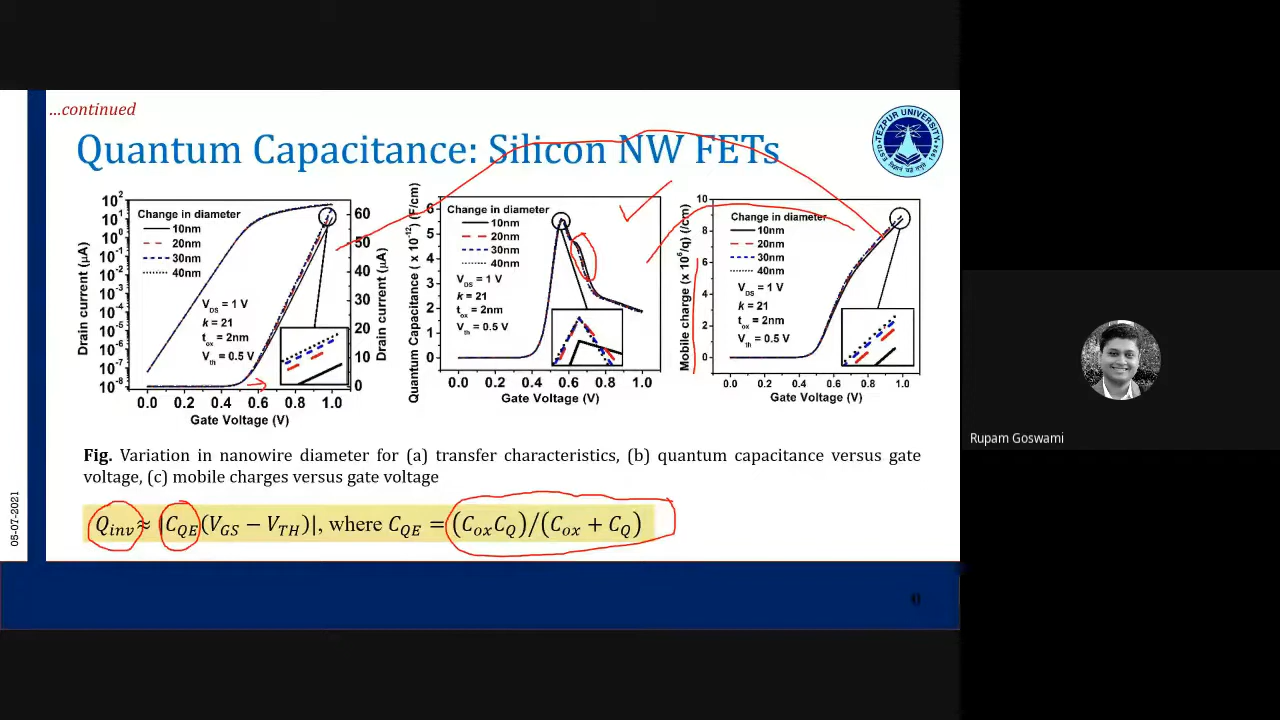 ...continued
Quantum Capacitance: Silicon NW FETs
TEZPUR UNIVERSITY
ESTD 1994
Drain current (µA)
10² 10¹ 10⁰ 10⁻¹ 10⁻² 10⁻³ 10⁻⁴ 10⁻⁵ 10⁻⁶ 10⁻⁷ 10⁻⁸
Change in diameter
10nm
20nm
30nm
40nm
V_DS = 1 V
k = 21
t_ox = 2nm
V_th = 0.5 V
60 50 40 30 20 10 0
Drain current (µA)
0.0 0.2 0.4 0.6 0.8 1.0
Gate Voltage (V)
Quantum Capacitance ( x 10⁻¹²) (F/cm)
6 5 4 3 2 1 0
Change in diameter
10nm
20nm
30nm
40nm
V_DS = 1 V
k = 21
t_ox = 2nm
V_th = 0.5 V
0.0 0.2 0.4 0.6 0.8 1.0
Gate Voltage (V)
Mobile charge (x 10⁶/q) (/cm)
10 8 6 4 2 0
Change in diameter
10nm
20nm
30nm
40nm
V_DS = 1 V
k = 21
t_ox = 2nm
V_th = 0.5 V
0.0 0.2 0.4 0.6 0.8 1.0
Gate Voltage (V)
Fig. Variation in nanowire diameter for (a) transfer characteristics, (b) quantum capacitance versus gate
voltage, (c) mobile charges versus gate voltage
Q_inv ≈ |C_QE(V_GS − V_TH)|, where C_QE = (C_ox C_Q)/(C_ox + C_Q)
08-07-2021
Rupam Goswami